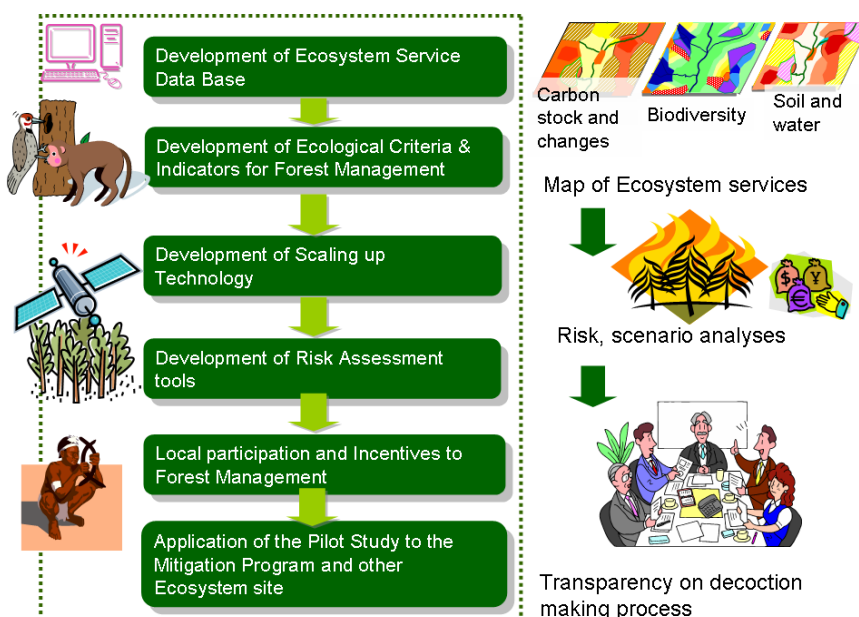 Development of Ecosystem Service
Data Base
Development of Ecological Criteria &
Indicators for Forest Management
Development of Scaling up
Technology
Development of Risk Assessment
tools
Local participation and Incentives to
Forest Management
Application of the Pilot Study to the
Mitigation Program and other
Ecosystem site
Carbon
stock and
changes
Biodiversity
Soil and
water
Map of Ecosystem services
$ ¥
€
Risk, scenario analyses
Transparency on decoction
making process